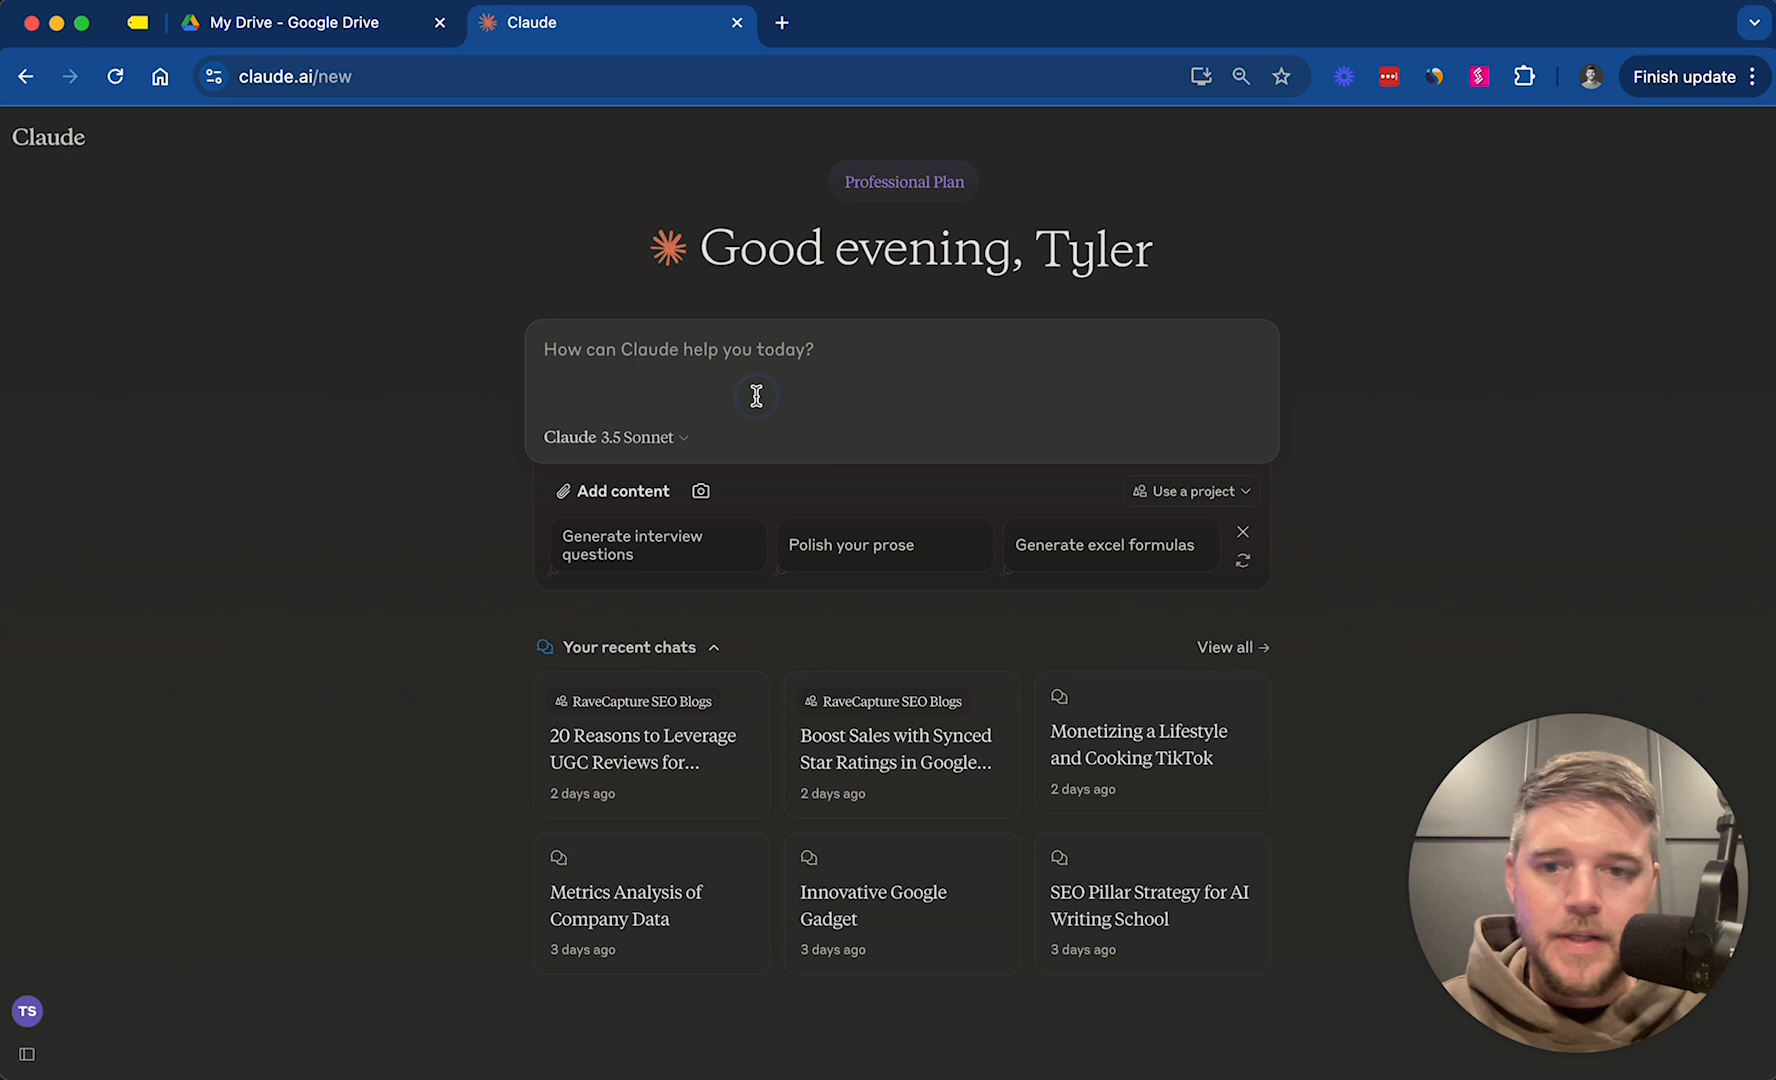 My Drive - Google Drive
Claude
claude.ai/new
Finish update
Claude
Professional Plan
Good evening, Tyler
How can Claude help you today?
Claude 3.5 Sonnet
Add content
Use a project
Generate interview
questions
Polish your prose
Generate excel formulas
Your recent chats
View all →
RaveCapture SEO Blogs
20 Reasons to Leverage
UGC Reviews for...
2 days ago
RaveCapture SEO Blogs
Boost Sales with Synced
Star Ratings in Google...
2 days ago
Monetizing a Lifestyle
and Cooking TikTok
2 days ago
Metrics Analysis of
Company Data
3 days ago
Innovative Google
Gadget
3 days ago
SEO Pillar Strategy for AI
Writing School
3 days ago
TS